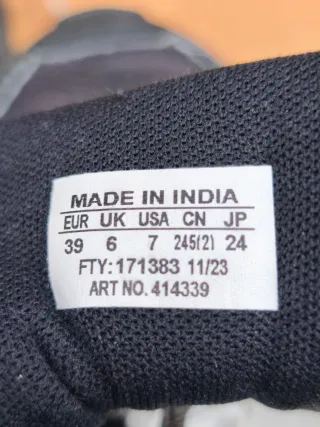 MADE IN INDIA
EUR UK USA CN JP
39 6 7 245(2) 24
FTY: 171383 11/23
ART NO. 414339